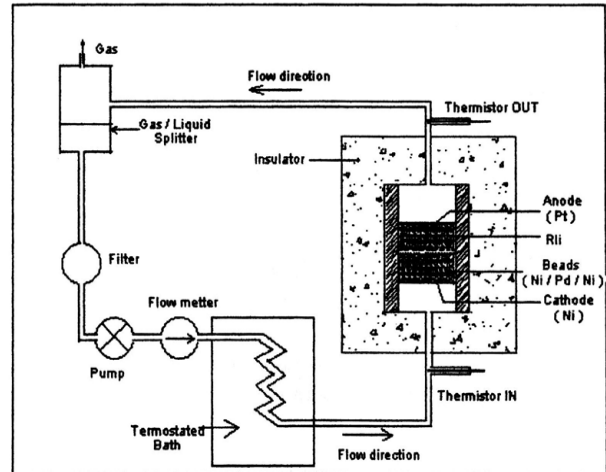 Gas
Flow direction
Thermistor OUT
Gas / Liquid
Splitter
Insulator
Anode
( Pt )
Rli
Beads
( Ni / Pd / Ni )
Cathode
( Ni )
Filter
Flow metter
Pump
Thermistor IN
Termostated
Bath
Flow direction